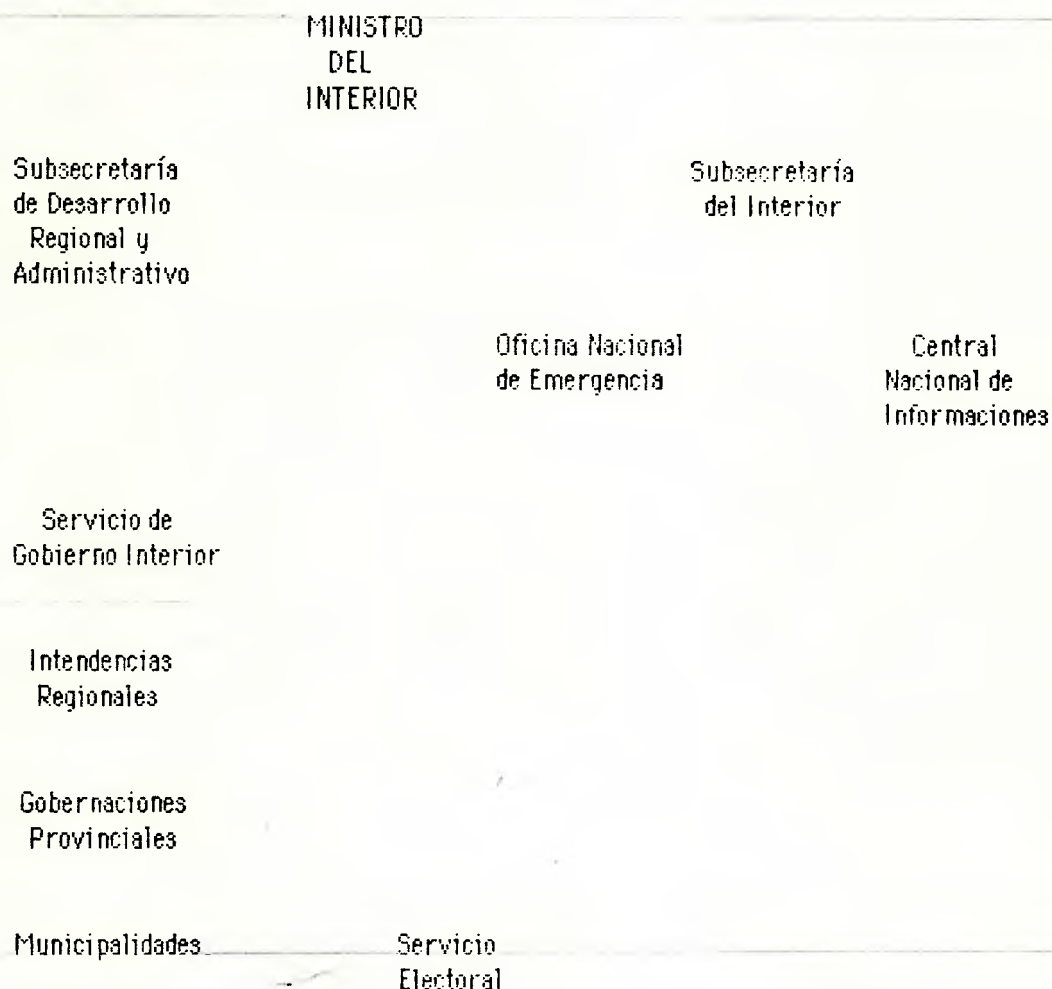 MINISTRO
DEL
INTERIOR
Subsecretaría
de Desarrollo
Regional y
Administrativo
Subsecretaría
del Interior
Oficina Nacional
de Emergencia
Central
Nacional de
Informaciones
Servicio de
Gobierno Interior
Intendencias
Regionales
Gobernaciones
Provinciales
Municipalidades
Servicio
Electoral